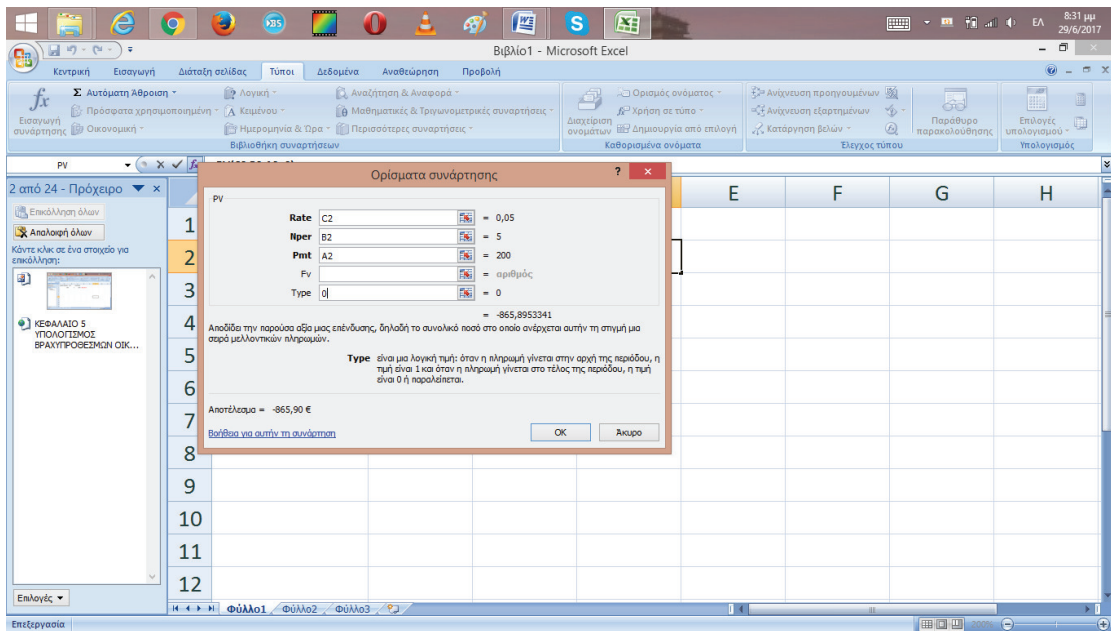 8:31 μμ
ΕΛ
29/6/2017
Βιβλίο1 - Microsoft Excel
Κεντρική Εισαγωγή Διάταξη σελίδας Τύποι Δεδομένα Αναθεώρηση Προβολή
fx Εισαγωγή συνάρτησης
Σ Αυτόματη Άθροιση
Πρόσφατα χρησιμοποιημένη
Οικονομική
Λογική
Κειμένου
Ημερομηνία & Ώρα
Αναζήτηση & Αναφορά
Μαθηματικές & Τριγωνομετρικές συναρτήσεις
Περισσότερες συναρτήσεις
Βιβλιοθήκη συναρτήσεων
Διαχείριση ονομάτων
Ορισμός ονόματος
Χρήση σε τύπο
Δημιουργία από επιλογή
Καθορισμένα ονόματα
Ανίχνευση προηγουμένων
Ανίχνευση εξαρτημένων
Κατάργηση βελών
Έλεγχος τύπου
Παράθυρο παρακολούθησης
Επιλογές υπολογισμού
Υπολογισμός
PV
2 από 24 - Πρόχειρο
Επικόλληση όλων
Απαλοιφή όλων
Κάντε κλικ σε ένα στοιχείο για
επικόλληση:
ΚΕΦΑΛΑΙΟ 5
ΥΠΟΛΟΓΙΣΜΟΣ
ΒΡΑΧΥΠΡΟΘΕΣΜΩΝ ΟΙΚ...
Επιλογές
E F G H
1
2
3
4
5
6
7
8
9
10
11
12
Ορίσματα συνάρτησης ?
PV
Rate C2 = 0,05
Nper B2 = 5
Pmt A2 = 200
Fv = αριθμός
Type 0 = 0
= -865,8953341
Αποδίδει την παρούσα αξία μιας επένδυσης, δηλαδή το συνολικό ποσό στο οποίο ανέρχεται αυτήν τη στιγμή μια
σειρά μελλοντικών πληρωμών.
Type είναι μια λογική τιμή: όταν η πληρωμή γίνεται στην αρχή της περιόδου, η
τιμή είναι 1 και όταν η πληρωμή γίνεται στο τέλος της περιόδου, η τιμή
είναι 0 ή παραλείπεται.
Αποτέλεσμα = -865,90 €
Βοήθεια για αυτήν τη συνάρτηση
OK Άκυρο
Φύλλο1 Φύλλο2 Φύλλο3
Επεξεργασία
200%